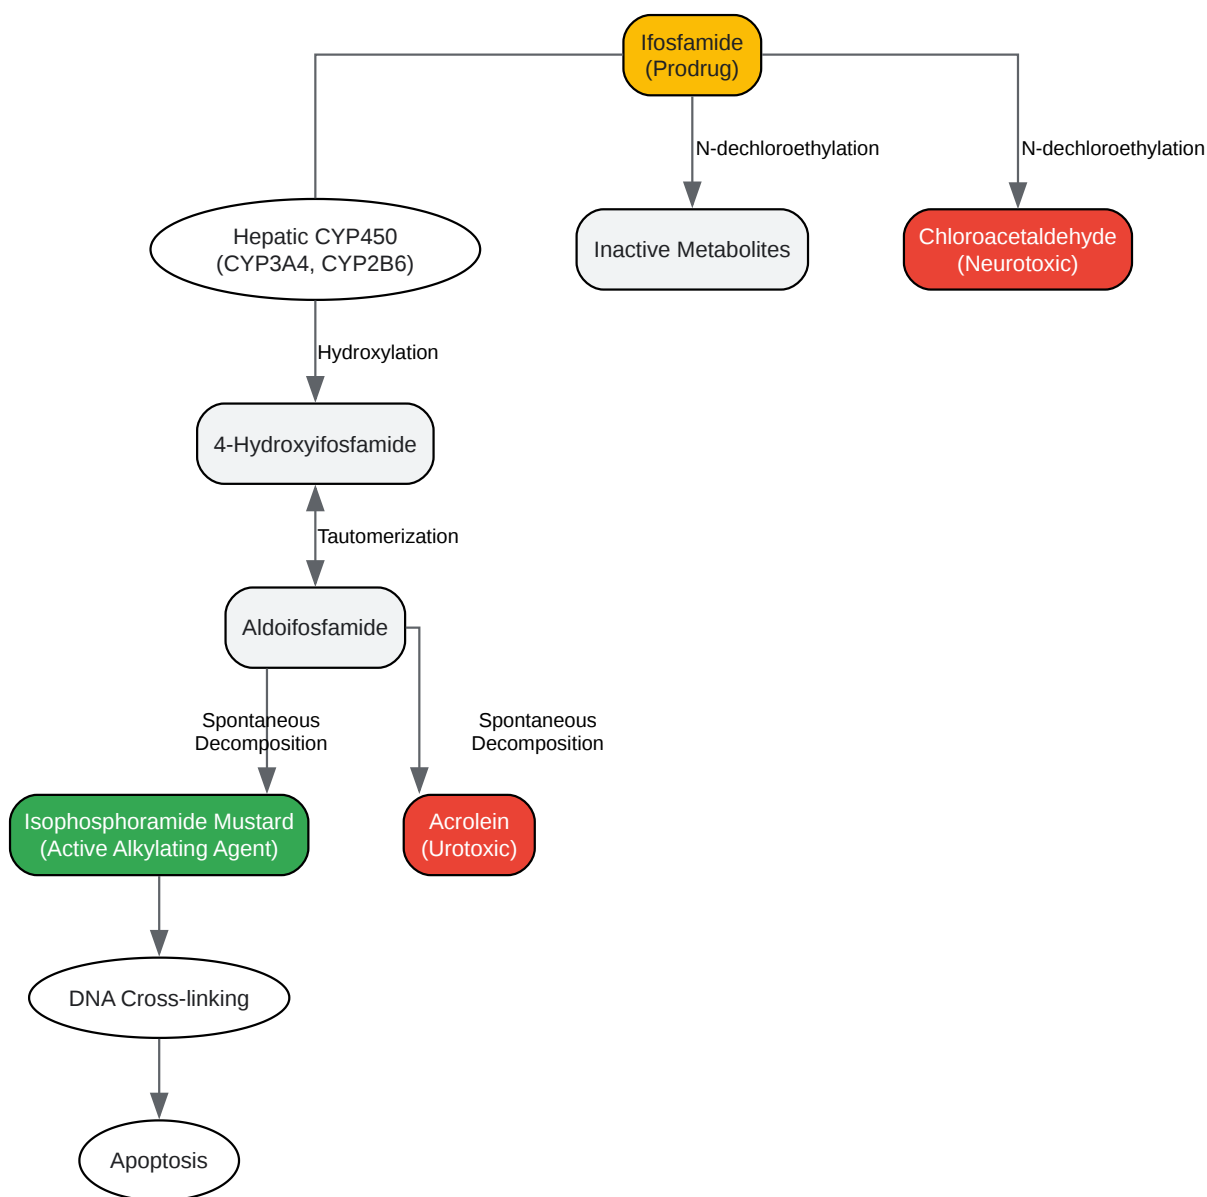 Ifosfamide
(Prodrug)
N-dechloroethylation
N-dechloroethylation
Hepatic CYP450
(CYP3A4, CYP2B6)
Inactive Metabolites
Chloroacetaldehyde
(Neurotoxic)
Hydroxylation
4-Hydroxyifosfamide
Tautomerization
Aldoifosfamide
Spontaneous
Decomposition
Spontaneous
Decomposition
Isophosphoramide Mustard
(Active Alkylating Agent)
Acrolein
(Urotoxic)
DNA Cross-linking
Apoptosis